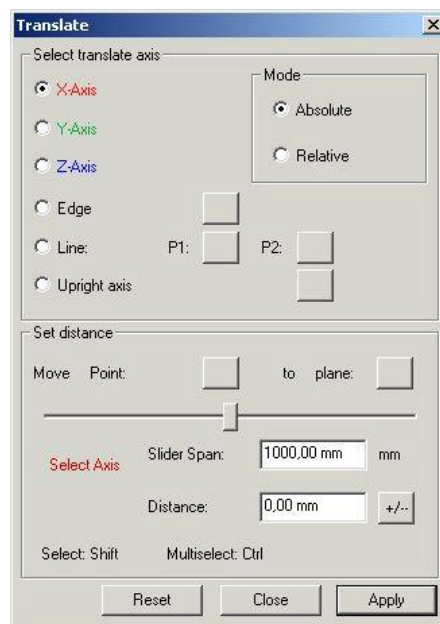 Translate
Select translate axis
X-Axis
Mode
Absolute
Y-Axis
Z-Axis
Relative
Edge
Line: P1: P2:
Upright axis
Set distance
Move Point: to plane:
Select Axis
Slider Span: 1000,00 mm mm
Distance: 0,00 mm +/--
Select: Shift Multiselect: Ctrl
Reset Close Apply